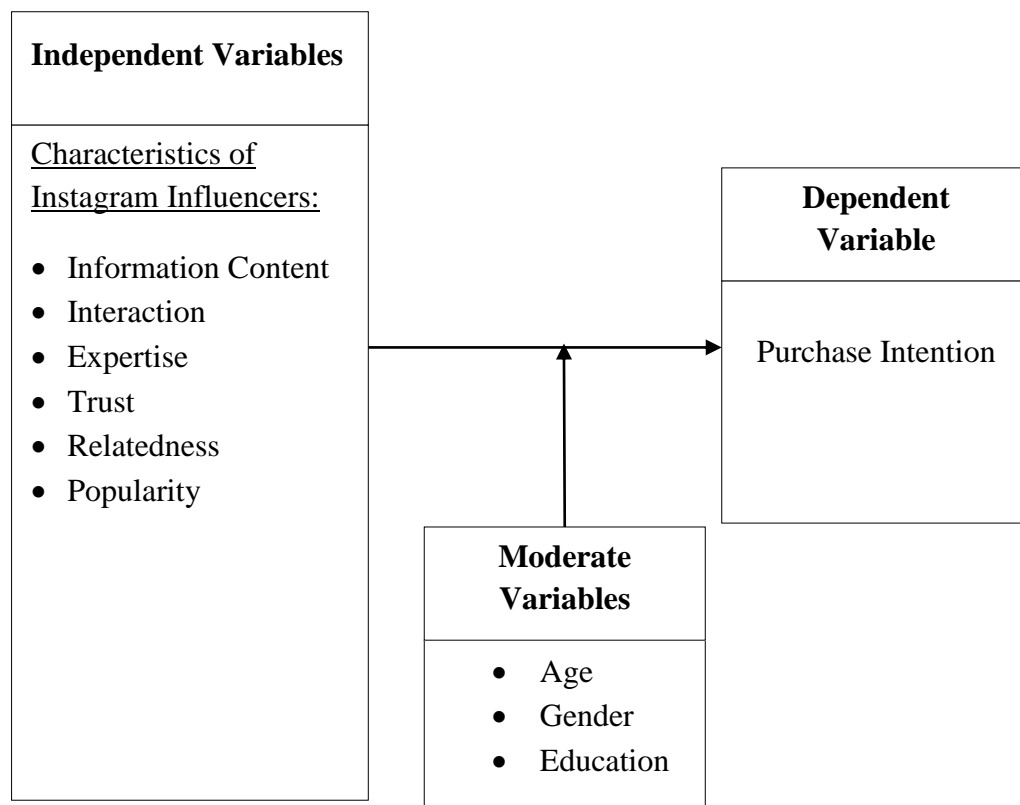 Independent Variables
Characteristics of
Instagram Influencers:
• Information Content
• Interaction
• Expertise
• Trust
• Relatedness
• Popularity
Dependent
Variable
Purchase Intention
Moderate
Variables
• Age
• Gender
• Education